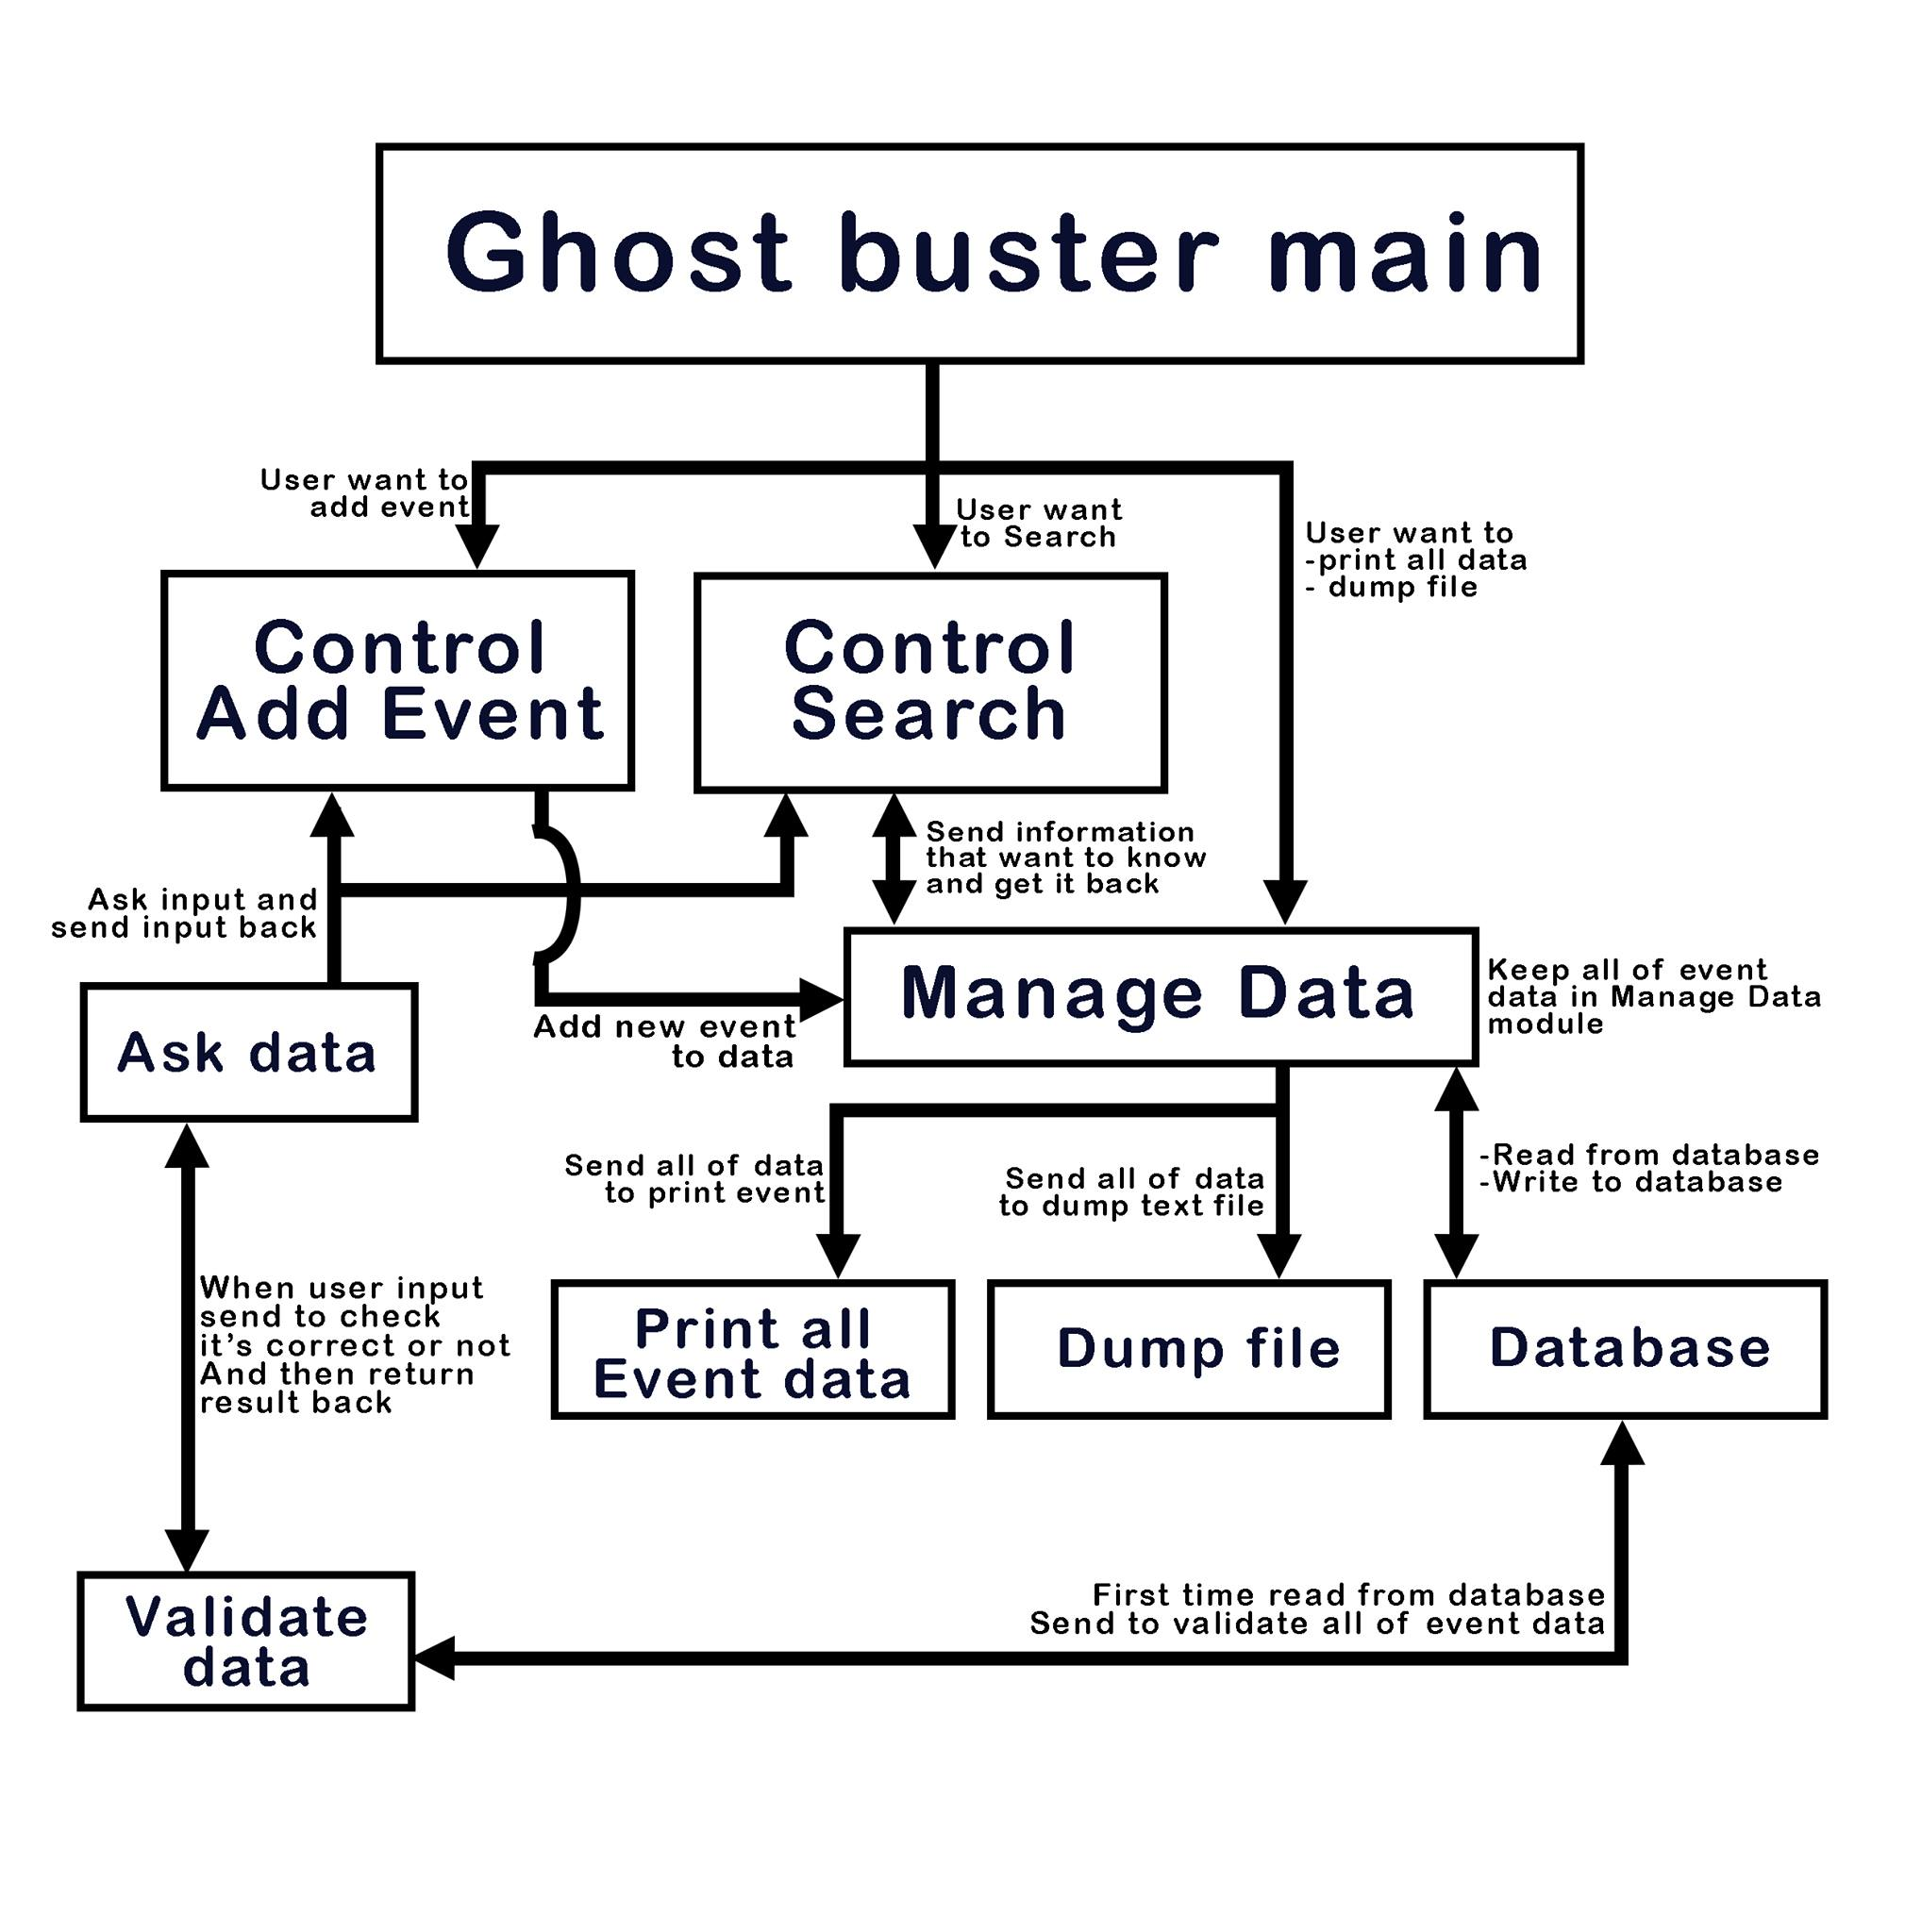 Ghost buster main
User want to
add event
User want
to Search
User want to
-print all data
- dump file
Control
Add Event
Control
Search
Send information
that want to know
and get it back
Ask input and
send input back
Manage Data
Keep all of event
data in Manage Data
module
Ask data
Add new event
to data
Send all of data
to print event
Send all of data
to dump text file
-Read from database
-Write to database
When user input
send to check
it's correct or not
And then return
result back
Print all
Event data
Dump file
Database
First time read from database
Send to validate all of event data
Validate
data